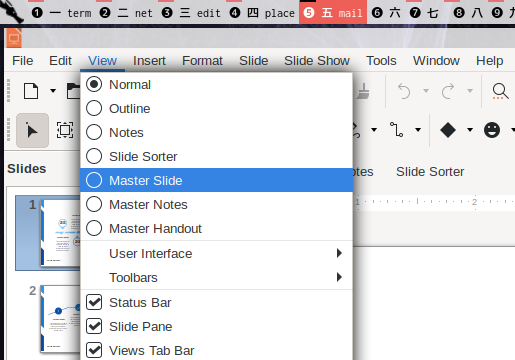 ❶ 一 term ❷ 二 net ❸ 三 edit ❹ 四 place ❺ 五 mail ❻ 六 ❼ 七 ❽ 八 ❾ 九
File Edit View Insert Format Slide Slide Show Tools Window Help
Normal
Outline
Notes
Slide Sorter
Master Slide
Master Notes
Master Handout
User Interface
Toolbars
Status Bar
Slide Pane
Views Tab Bar
Slide Sorter
Slides
1
2
1
2